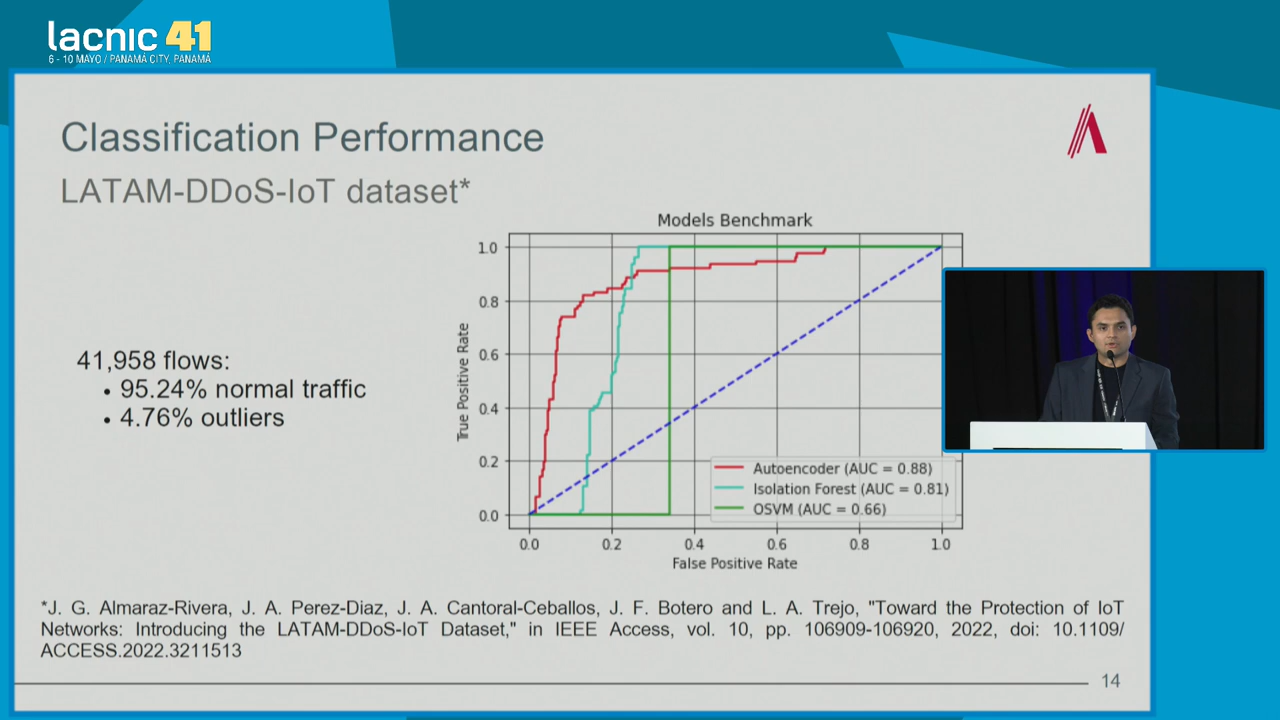 lacnic 41
6 - 10 MAYO / PANAMÁ CITY, PANAMÁ
Classification Performance
LATAM-DDoS-IoT dataset*
41,958 flows:
• 95.24% normal traffic
• 4.76% outliers
Models Benchmark
True Positive Rate
1.0
0.8
0.6
0.4
0.2
0.0
Autoencoder (AUC = 0.88)
Isolation Forest (AUC = 0.81)
OSVM (AUC = 0.66)
0.0 0.2 0.4 0.6 0.8 1.0
False Positive Rate
*J. G. Almaraz-Rivera, J. A. Perez-Diaz, J. A. Cantoral-Ceballos, J. F. Botero and L. A. Trejo, "Toward the Protection of IoT
Networks: Introducing the LATAM-DDoS-IoT Dataset," in IEEE Access, vol. 10, pp. 106909-106920, 2022, doi: 10.1109/
ACCESS.2022.3211513
14